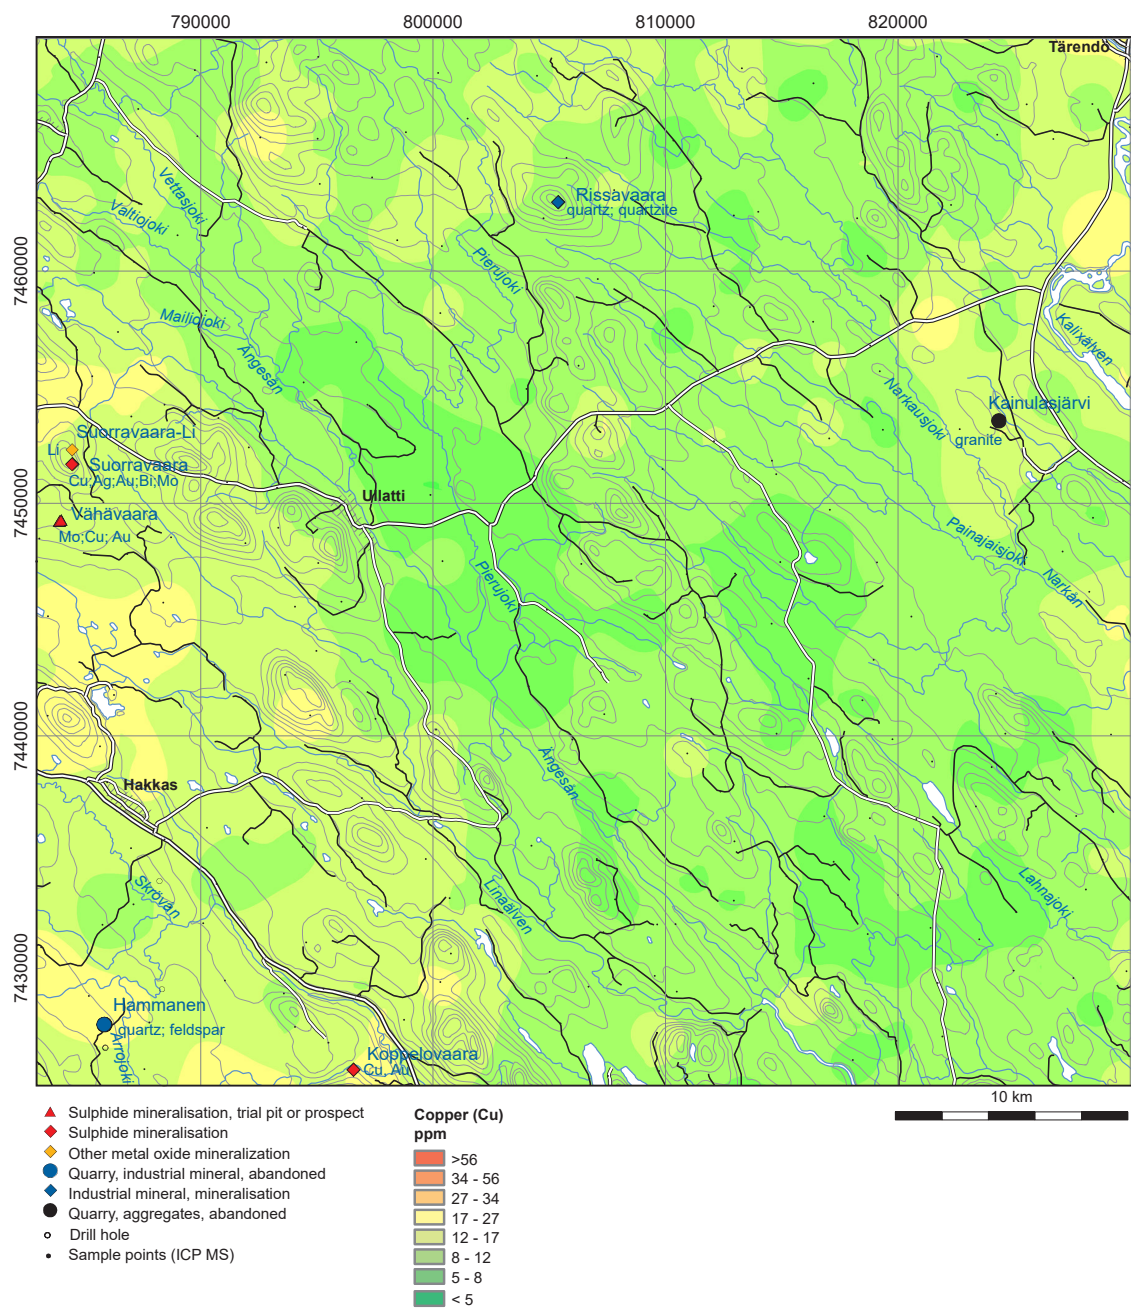 790000
800000
810000
820000
Tärendö
7460000
7450000
7440000
7430000
Vettasjoki
Valtiojoki
Rissavaara
quartz; quartzite
Pierujoki
Mailiojoki
Ängesån
Kalixälven
Narkausjoki
Kainulasjärvi
granite
Suorravaara-Li
Li
Suorravaara
Cu;Ag;Au;Bi;Mo
Ullatti
Vähävaara
Mo;Cu; Au
Painajaisjoki
Narkån
Pierujoki
Ängesån
Hakkas
Skrövån
Linaälven
Lahnajoki
Hammanen
quartz; feldspar
Arrojoki
Koppelovaara
Cu, Au
Sulphide mineralisation, trial pit or prospect
Sulphide mineralisation
Other metal oxide mineralization
Quarry, industrial mineral, abandoned
Industrial mineral, mineralisation
Quarry, aggregates, abandoned
Drill hole
Sample points (ICP MS)
Copper (Cu)
ppm
>56
34 - 56
27 - 34
17 - 27
12 - 17
8 - 12
5 - 8
< 5
10 km